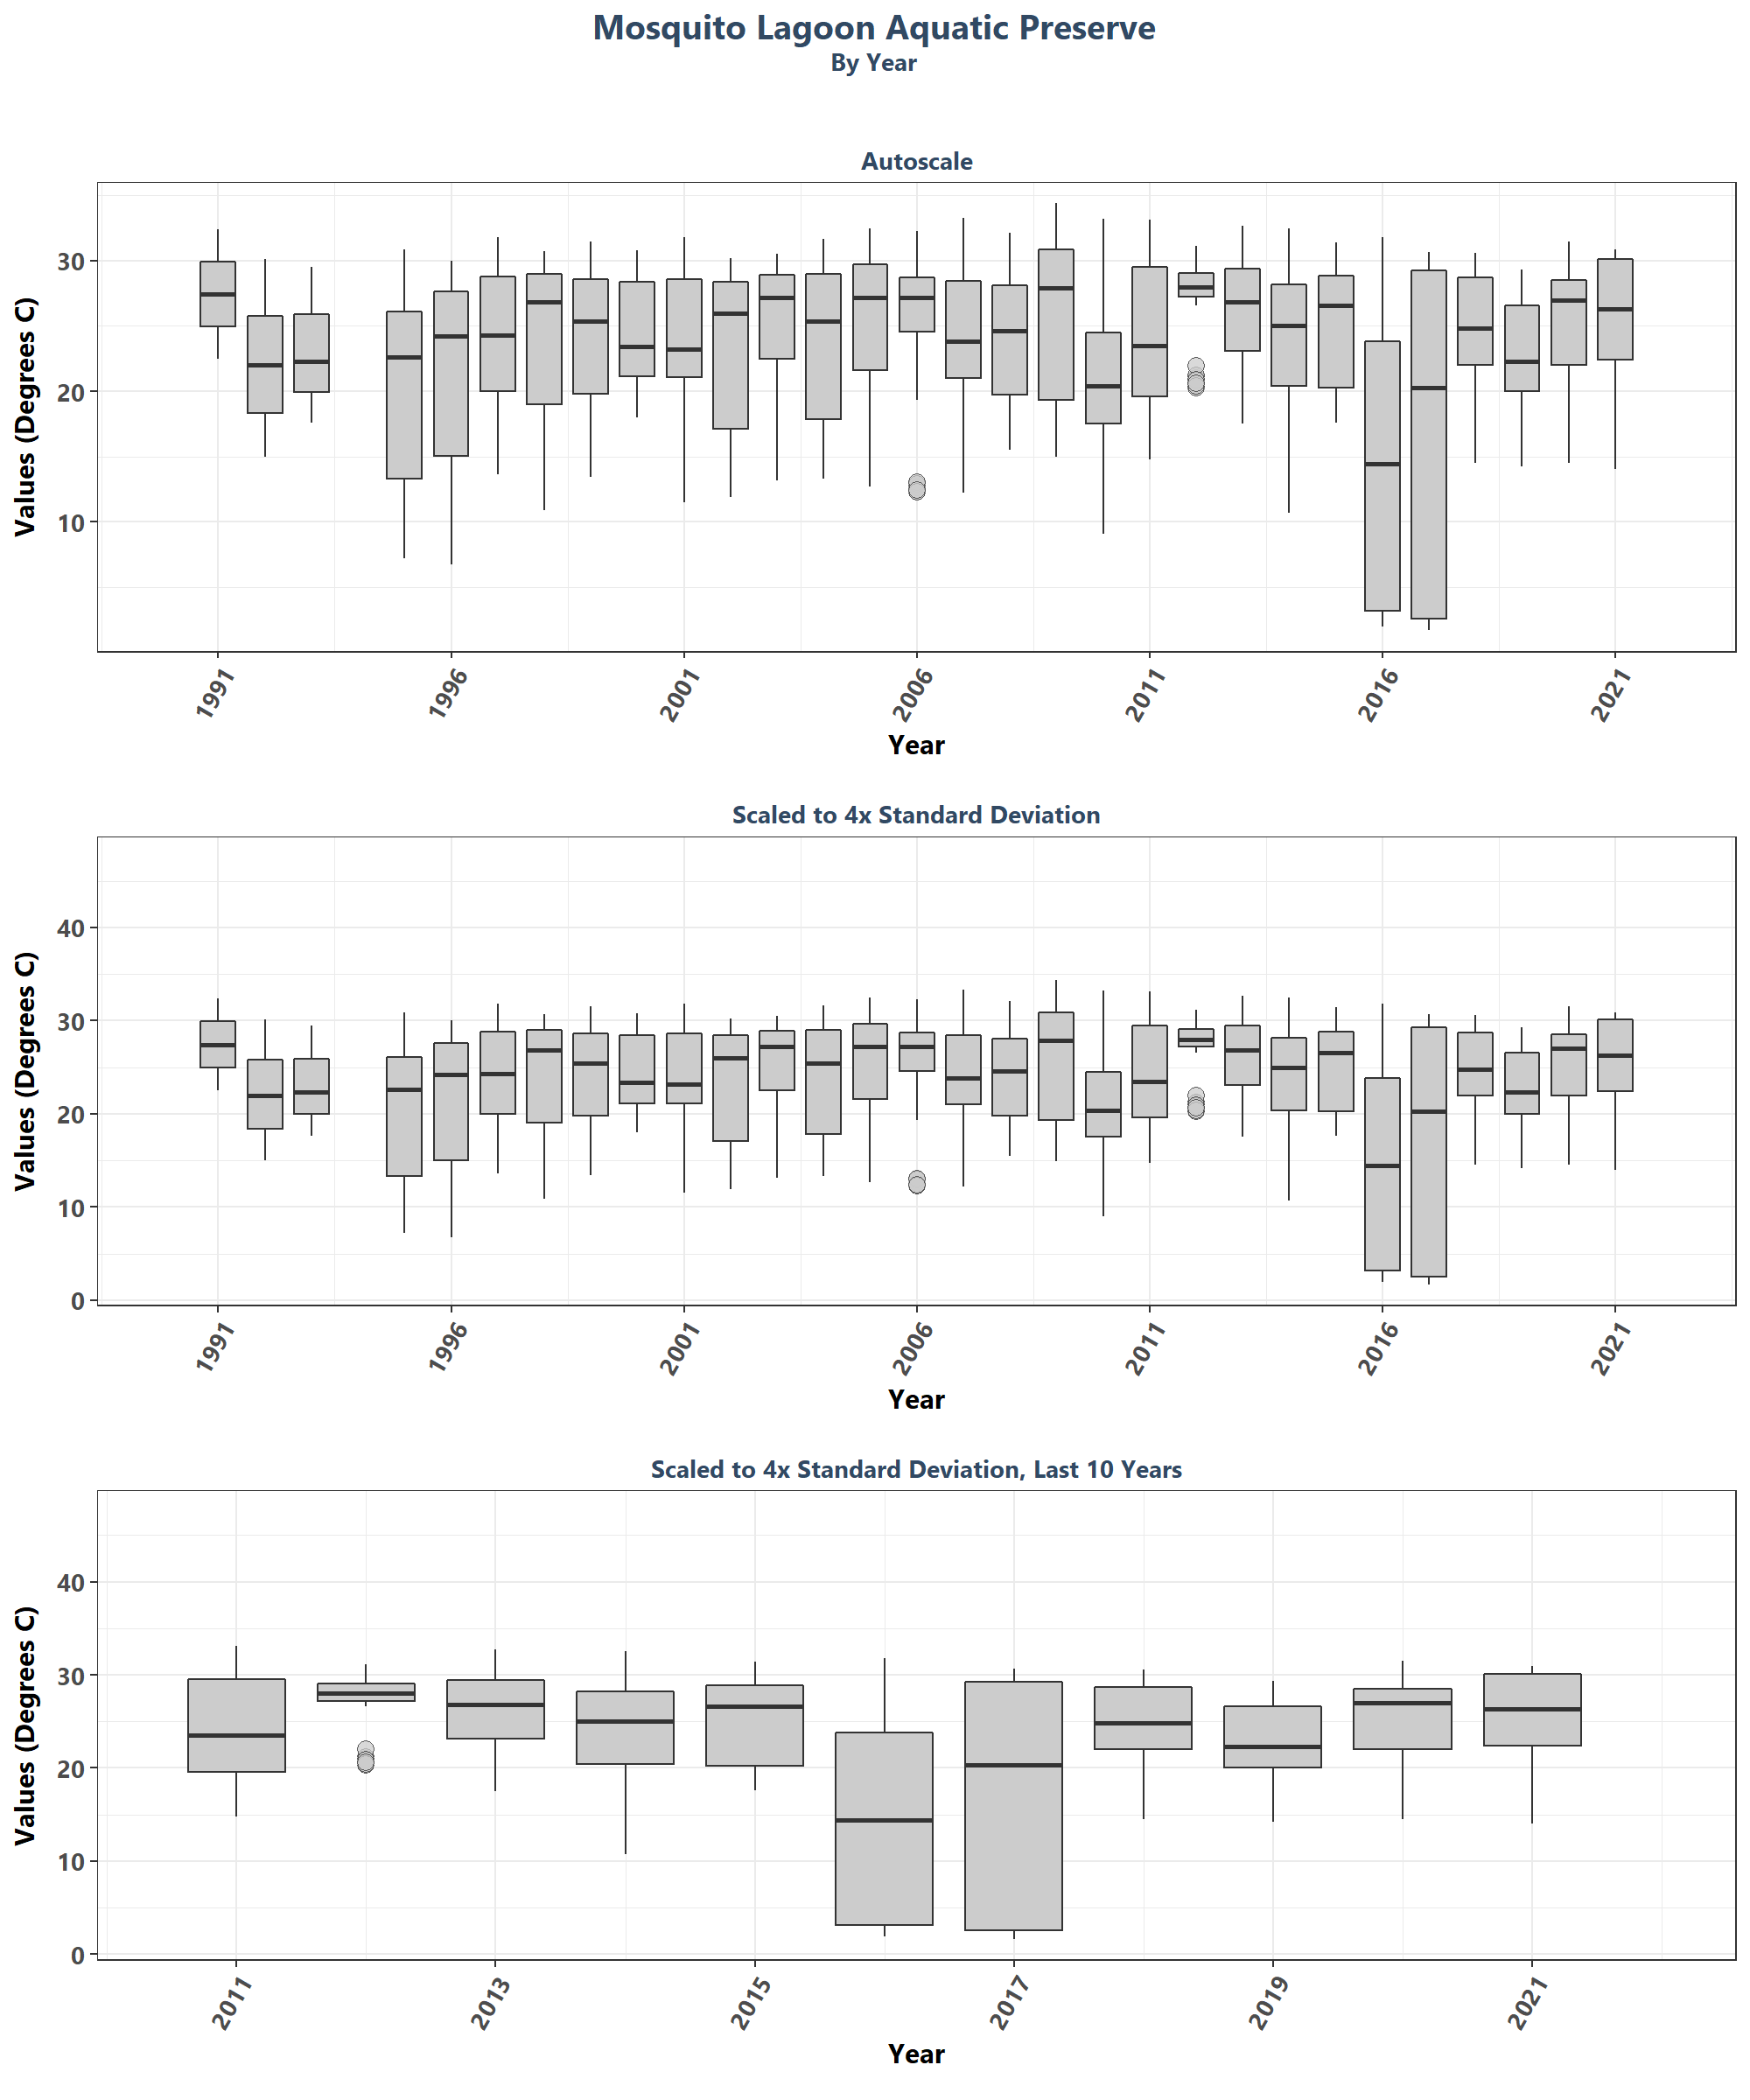 Mosquito Lagoon Aquatic Preserve
By Year
Autoscale
Values (Degrees C)
30
20
10
1991 1996 2001 2006 2011 2016 2021
Year
Scaled to 4x Standard Deviation
Values (Degrees C)
40
30
20
10
0
1991 1996 2001 2006 2011 2016 2021
Year
Scaled to 4x Standard Deviation, Last 10 Years
Values (Degrees C)
40
30
20
10
0
2011 2013 2015 2017 2019 2021
Year